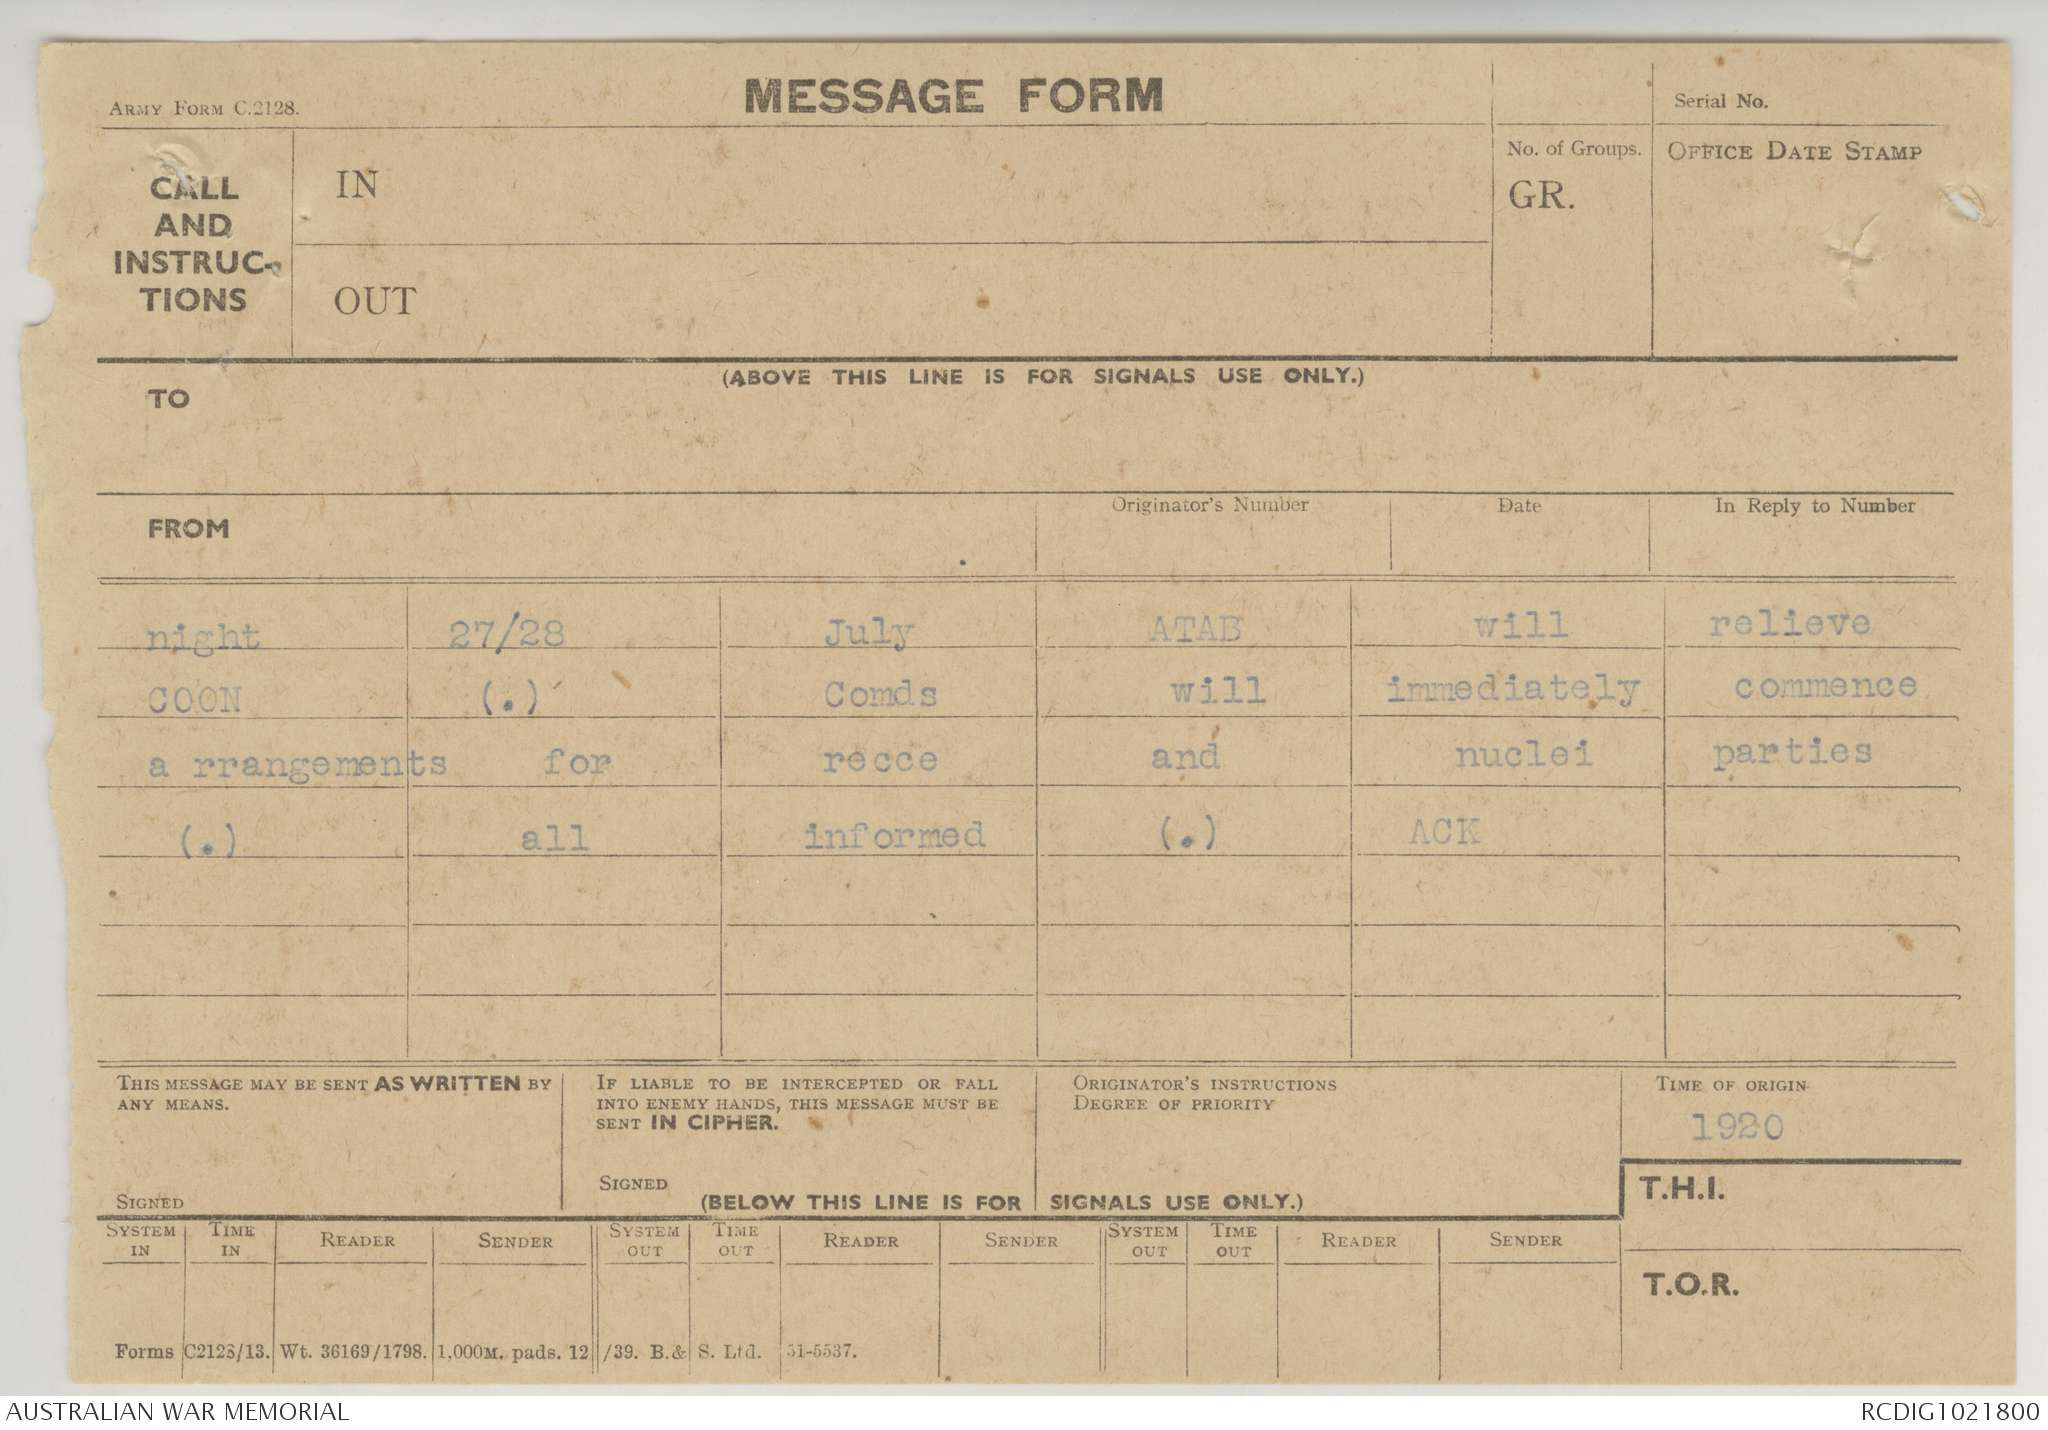 ARMY FORM C.2128.
MESSAGE FORM
Serial No.
CALL
AND
INSTRUC-
TIONS
IN
OUT
No. of Groups.
GR.
OFFICE DATE STAMP
(ABOVE THIS LINE IS FOR SIGNALS USE ONLY.)
TO
FROM
Originator's Number
Date
In Reply to Number
night 27/28 July ATAB will relieve
COON (.) Comds will immediately commence
a rrangements for recce and nuclei parties
(.) all informed (.) ACK
THIS MESSAGE MAY BE SENT AS WRITTEN BY
ANY MEANS.
SIGNED
IF LIABLE TO BE INTERCEPTED OR FALL
INTO ENEMY HANDS, THIS MESSAGE MUST BE
SENT IN CIPHER.
SIGNED
ORIGINATOR'S INSTRUCTIONS
DEGREE OF PRIORITY
TIME OF ORIGIN
1920
(BELOW THIS LINE IS FOR SIGNALS USE ONLY.)
T.H.I.
T.O.R.
SYSTEM IN TIME IN READER SENDER SYSTEM OUT TIME OUT READER SENDER SYSTEM OUT TIME OUT READER SENDER
Forms C2128/13. Wt. 36169/1798. 1,000M. pads. 12/39. B.& S. Ltd. 51-5537.
AUSTRALIAN WAR MEMORIAL
RCDIG1021800